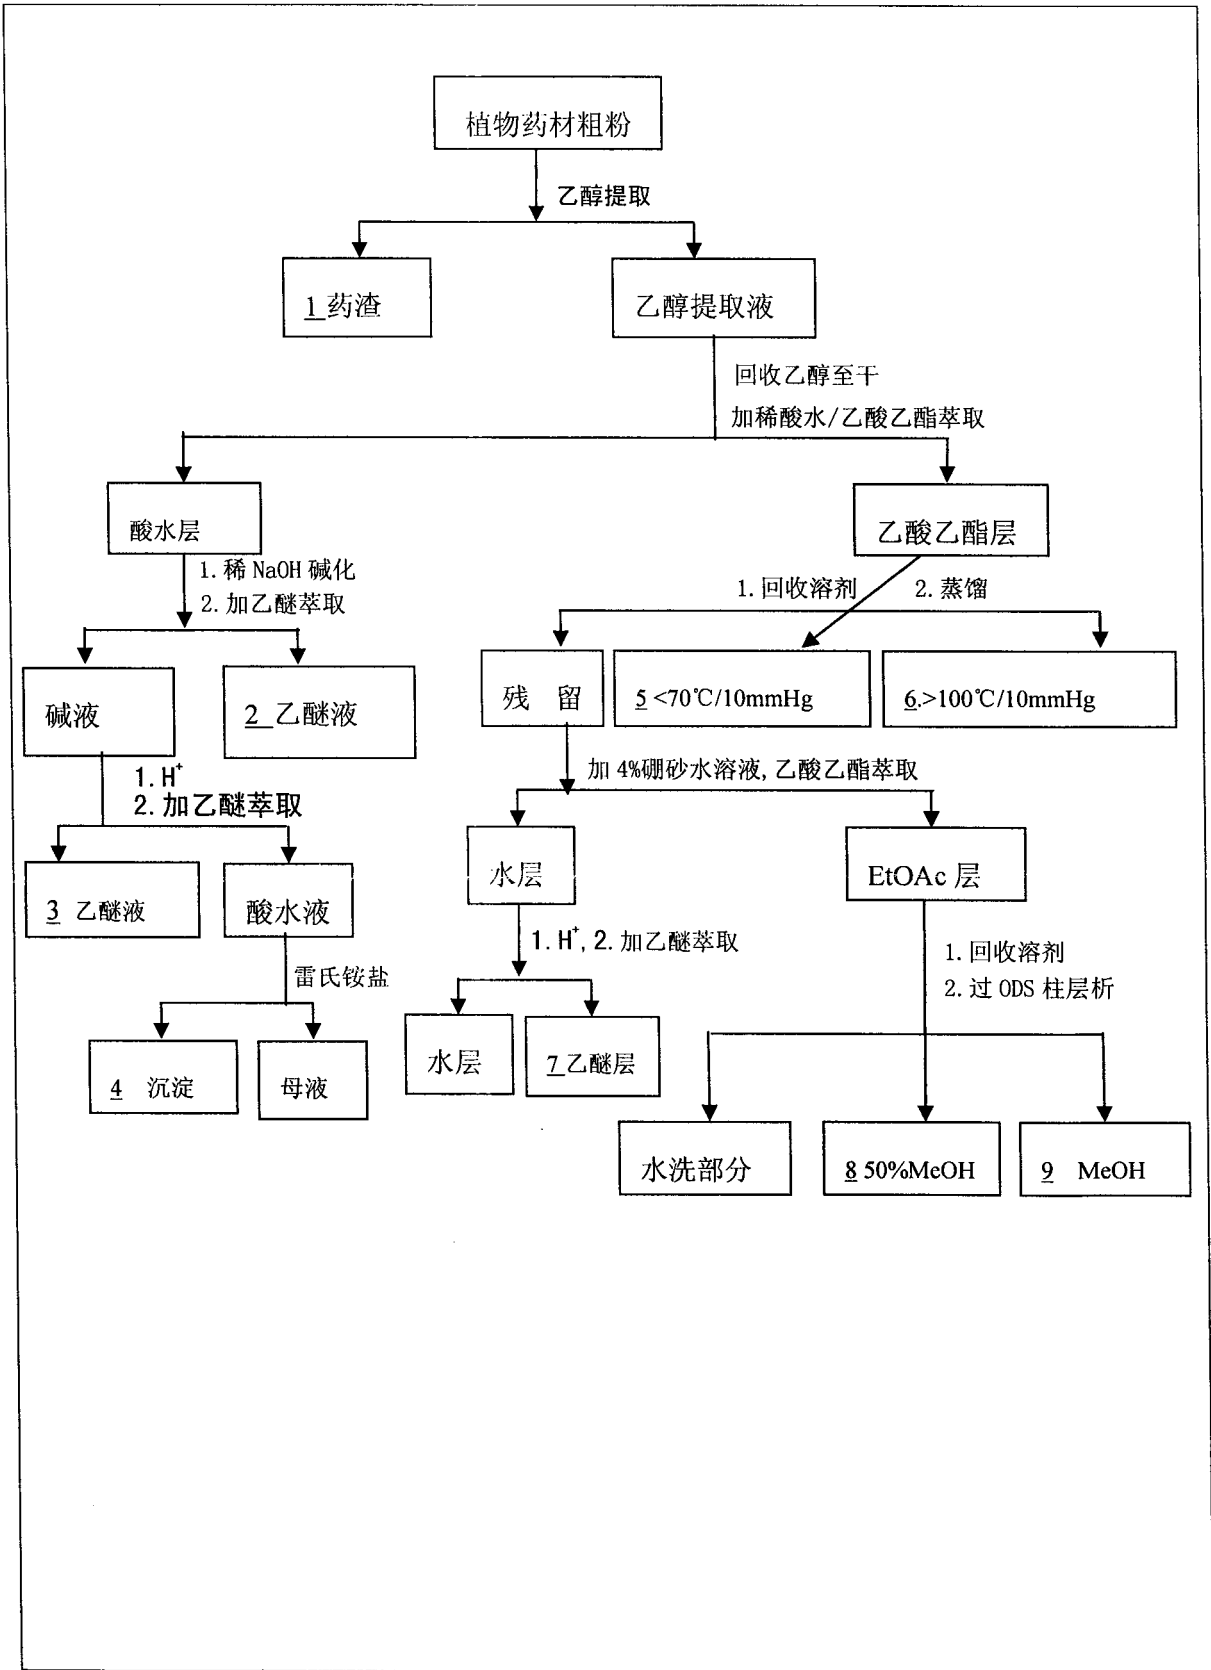 植物药材粗粉
乙醇提取
1 药渣
乙醇提取液
回收乙醇至干
加稀酸水/乙酸乙酯萃取
酸水层
乙酸乙酯层
1.稀NaOH碱化
2.加乙醚萃取
1.回收溶剂
2.蒸馏
碱液
2 乙醚液
残 留
5 <70℃/10mmHg
6.>100℃/10mmHg
1.H⁺
2.加乙醚萃取
加4%硼砂水溶液,乙酸乙酯萃取
3 乙醚液
酸水液
水层
EtOAc 层
雷氏铵盐
1.H⁺, 2.加乙醚萃取
1.回收溶剂
2.过ODS柱层析
4 沉淀
母液
水层
7 乙醚层
水洗部分
8 50%MeOH
9 MeOH